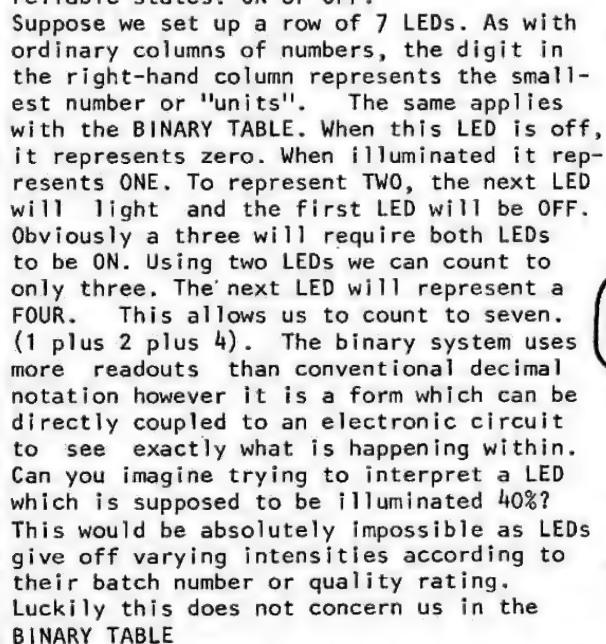 reliable states: ON or OFF.
Suppose we set up a row of 7 LEDs. As with
ordinary columns of numbers, the digit in
the right-hand column represents the small-
est number or "units". The same applies
with the BINARY TABLE. When this LED is off,
it represents zero. When illuminated it rep-
resents ONE. To represent TWO, the next LED
will light and the first LED will be OFF.
Obviously a three will require both LEDs
to be ON. Using two LEDs we can count to
only three. The next LED will represent a
FOUR. This allows us to count to seven.
(1 plus 2 plus 4). The binary system uses
more readouts than conventional decimal
notation however it is a form which can be
directly coupled to an electronic circuit
to see exactly what is happening within.
Can you imagine trying to interpret a LED
which is supposed to be illuminated 40%?
This would be absolutely impossible as LEDs
give off varying intensities according to
their batch number or quality rating.
Luckily this does not concern us in the
BINARY TABLE